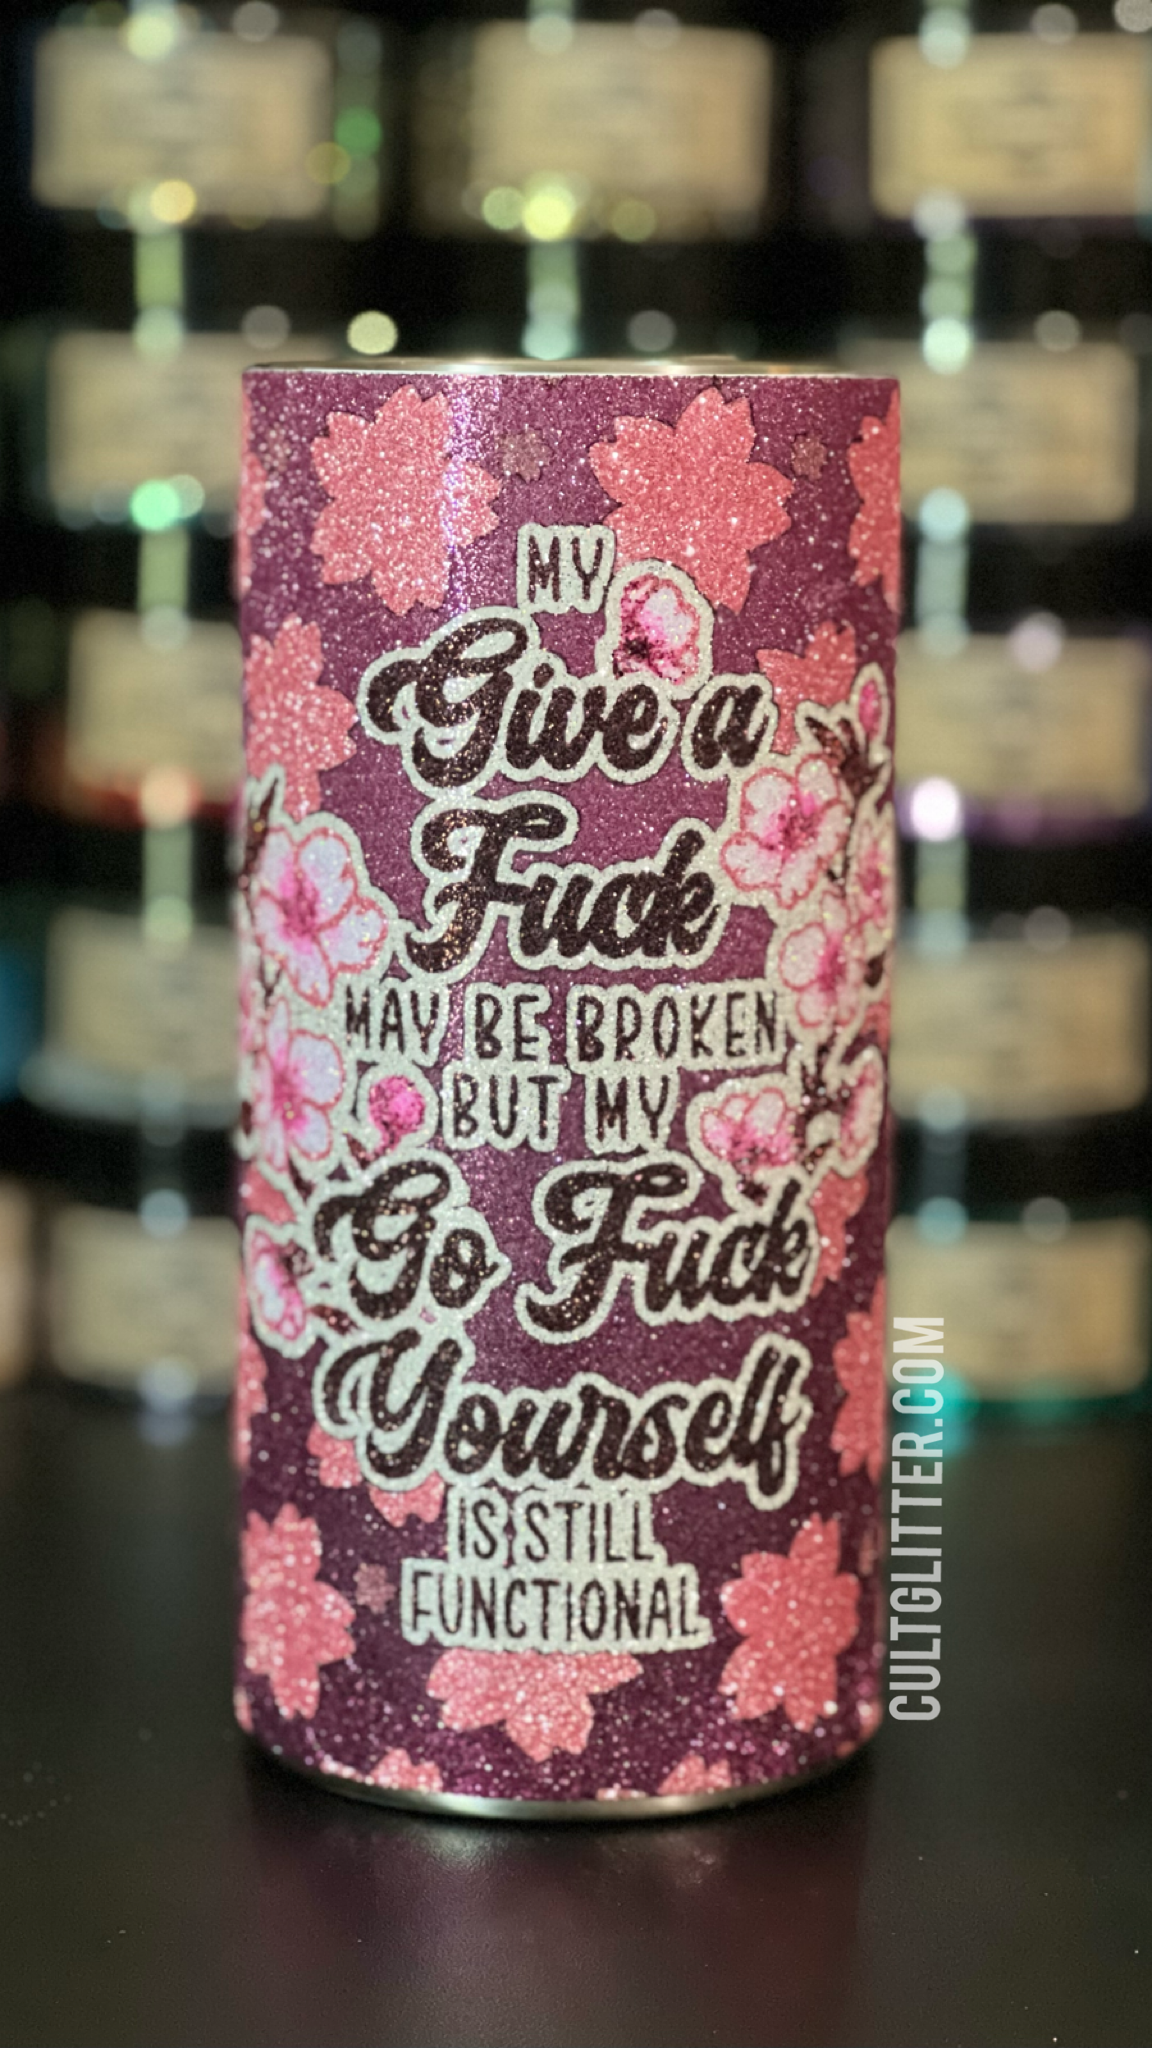 MY
Give a
Fuck
MAY BE BROKEN
BUT MY
Go Fuck
Yourself
IS STILL
FUNCTIONAL
CULTGLITTER.COM